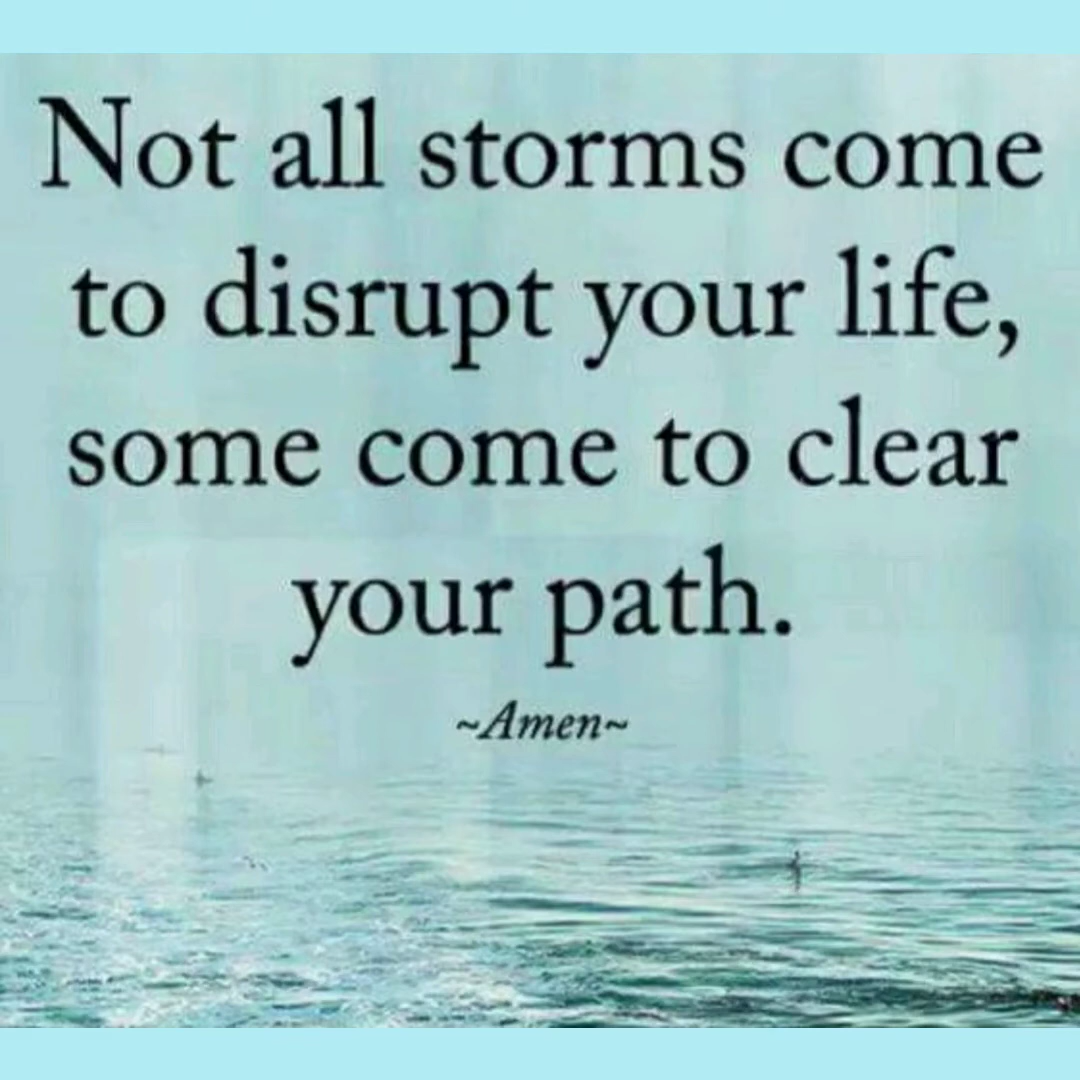 Not all storms come
to disrupt your life,
some come to clear
your path.
~Amen~